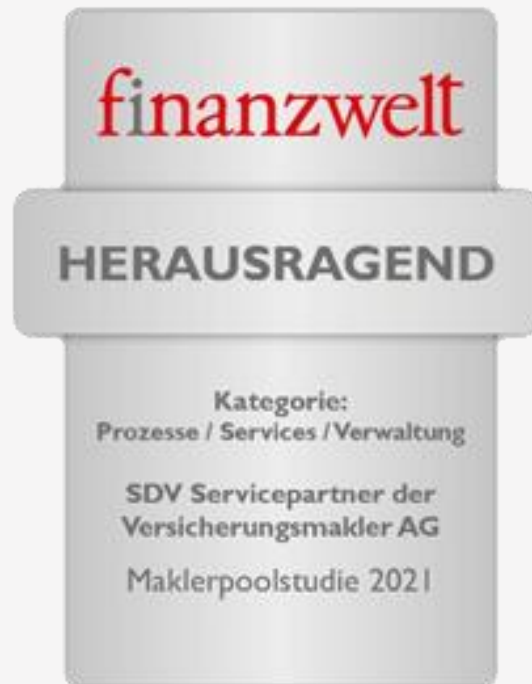 finanzwelt
HERAUSRAGEND
Kategorie:
Prozesse / Services / Verwaltung
SDV Servicepartner der
Versicherungsmakler AG
Maklerpoolstudie 2021